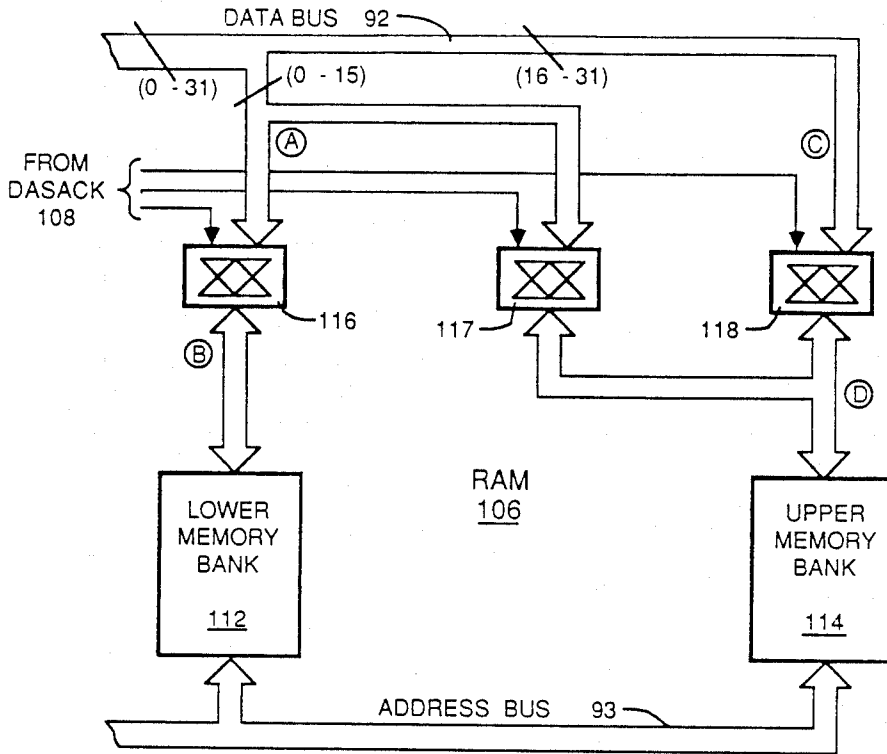 DATA BUS 92
(0 - 31)
(0 - 15)
(16 - 31)
A
C
FROM
DASACK
108
116
117
118
B
D
RAM
106
LOWER
MEMORY
BANK
112
UPPER
MEMORY
BANK
114
ADDRESS BUS 93